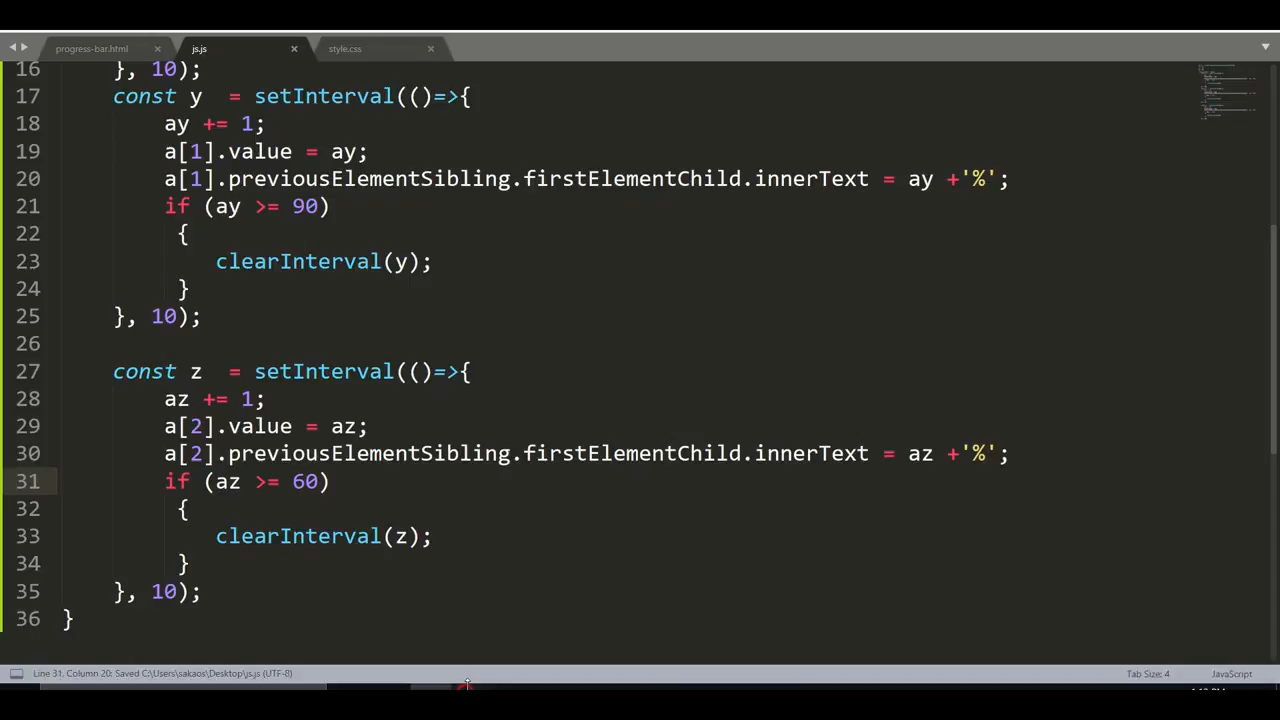 progress-bar.html × js.js × style.css ×
16 }, 10);
17 const y  = setInterval(()=>{
18 ay += 1;
19 a[1].value = ay;
20 a[1].previousElementSibling.firstElementChild.innerText = ay +'%';
21 if (ay >= 90)
22 {
23 clearInterval(y);
24 }
25 }, 10);
26
27 const z  = setInterval(()=>{
28 az += 1;
29 a[2].value = az;
30 a[2].previousElementSibling.firstElementChild.innerText = az +'%';
31 if (az >= 60)
32 {
33 clearInterval(z);
34 }
35 }, 10);
36 }
Line 31, Column 20; Saved C:\Users\sakaos\Desktop\js.js (UTF-8) Tab Size: 4 JavaScript